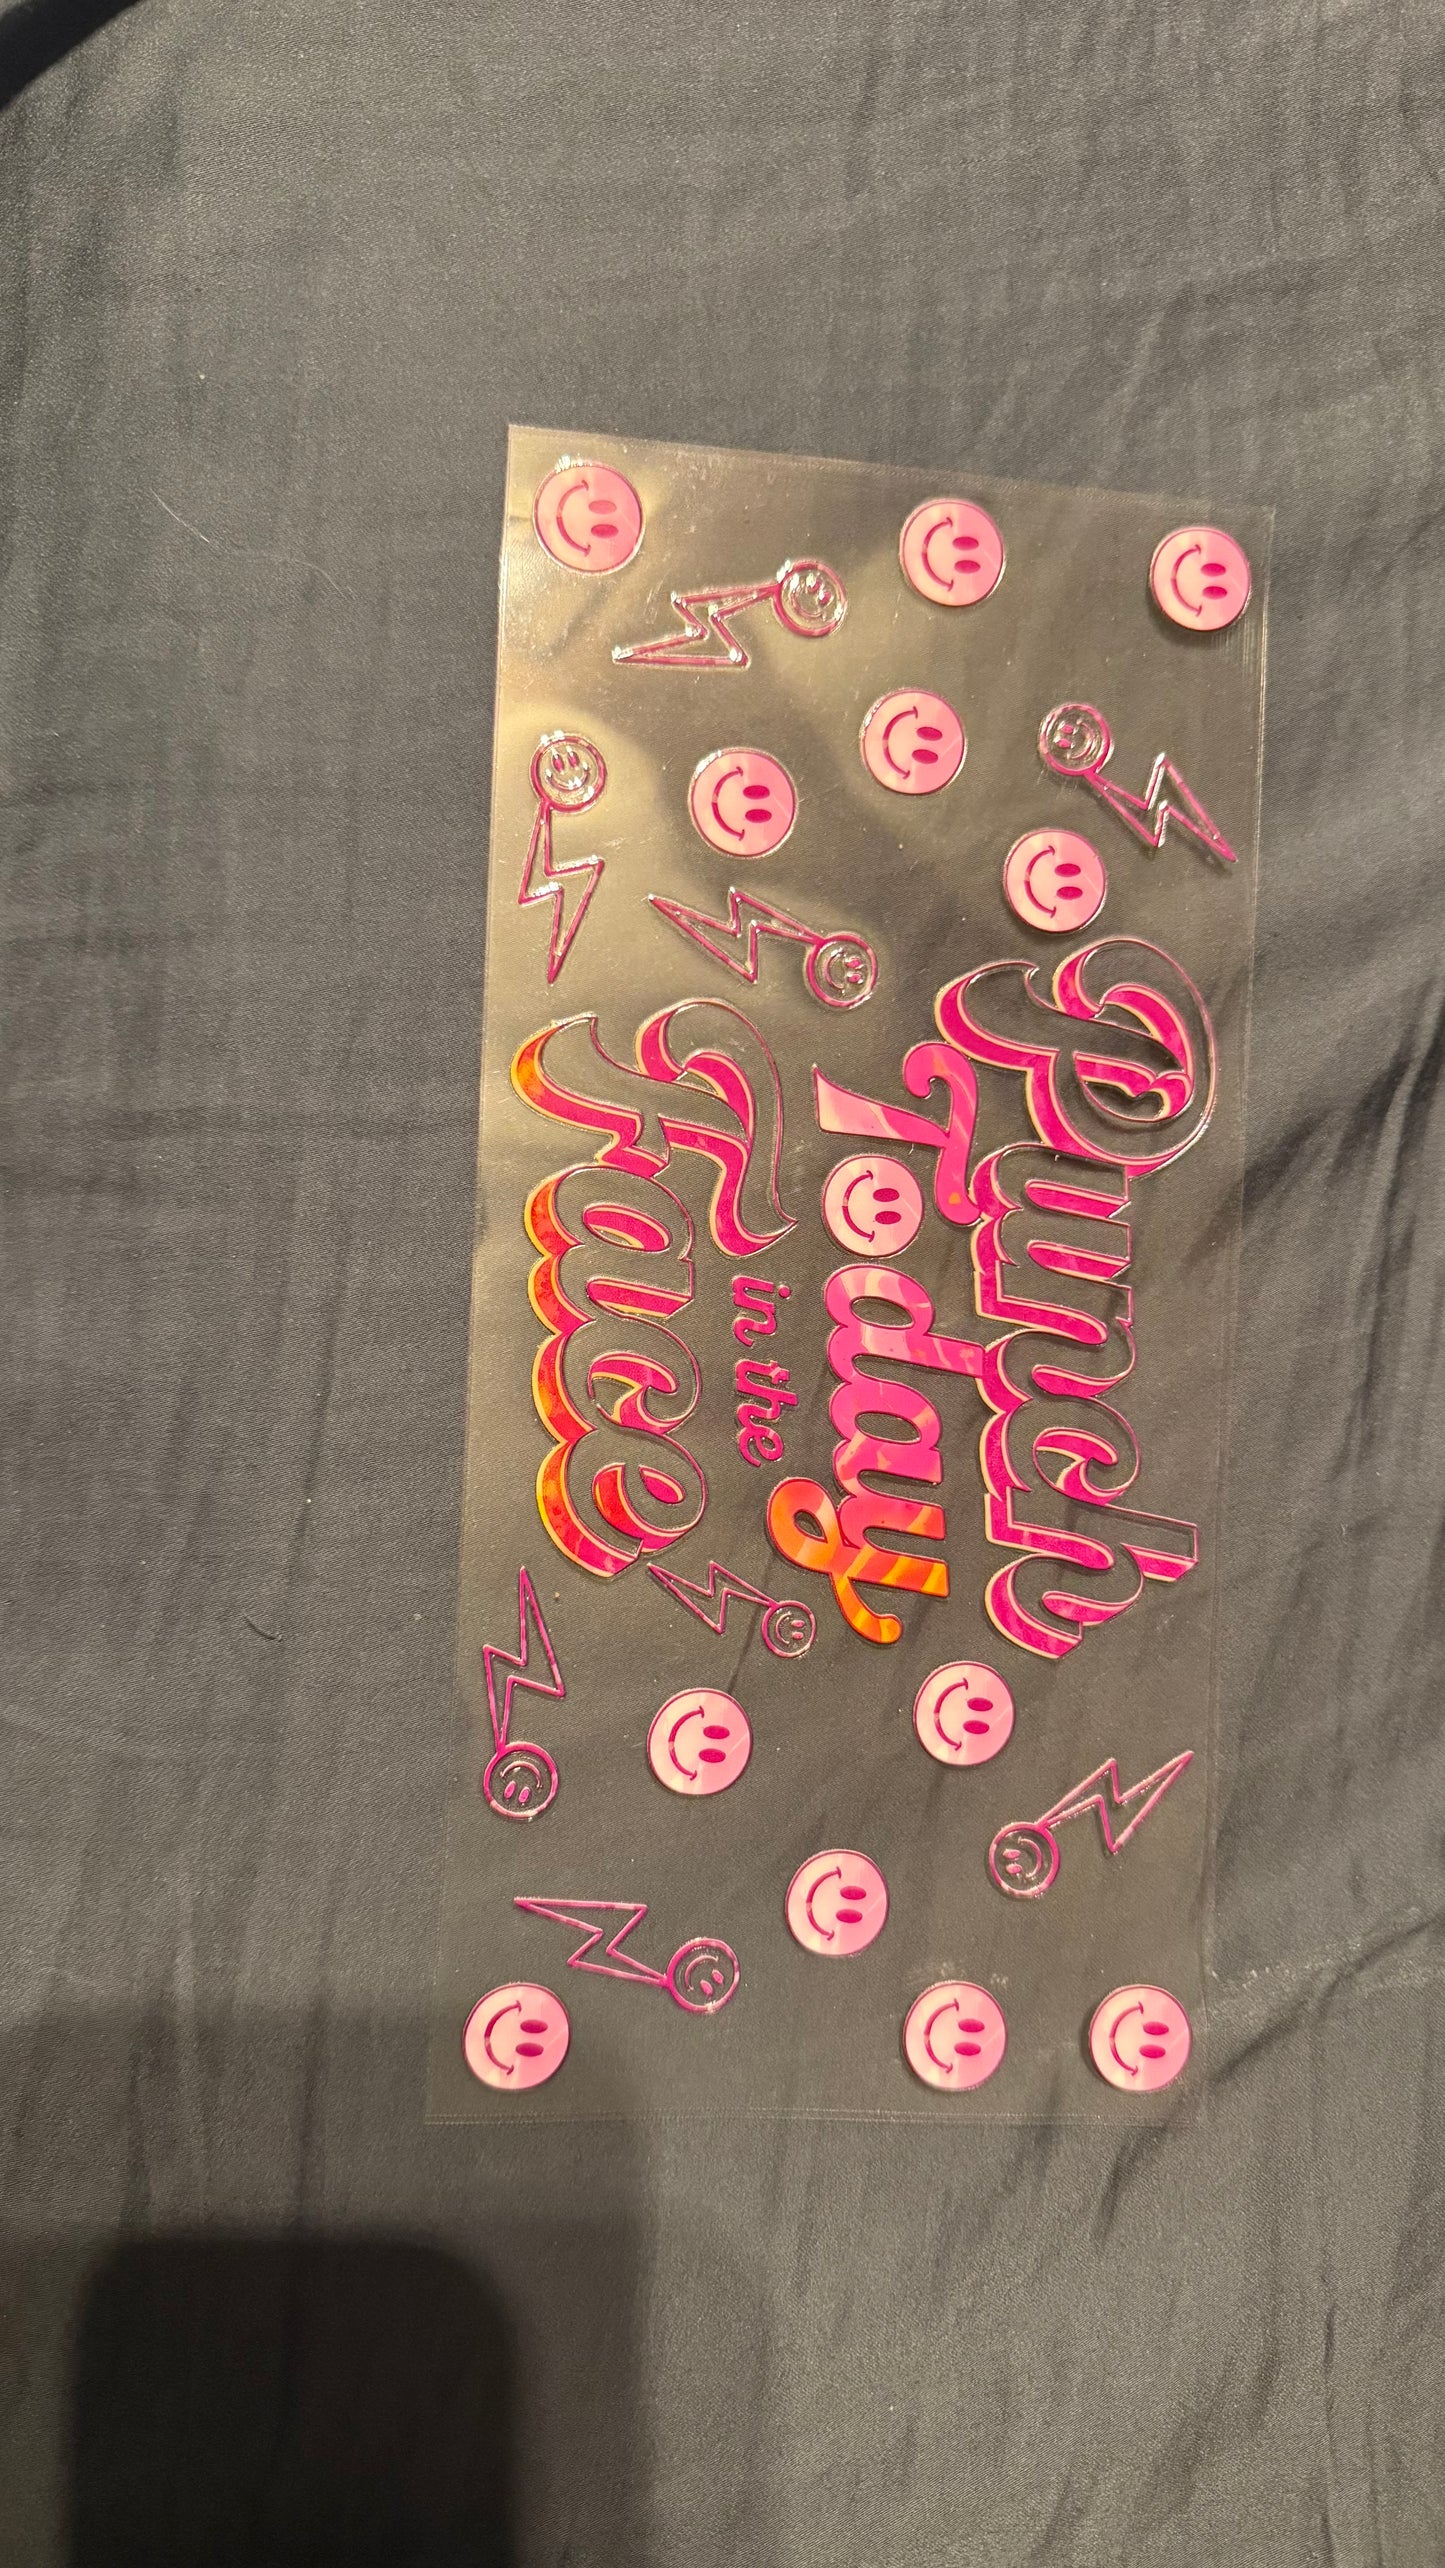 Punch
Today
in the
Face